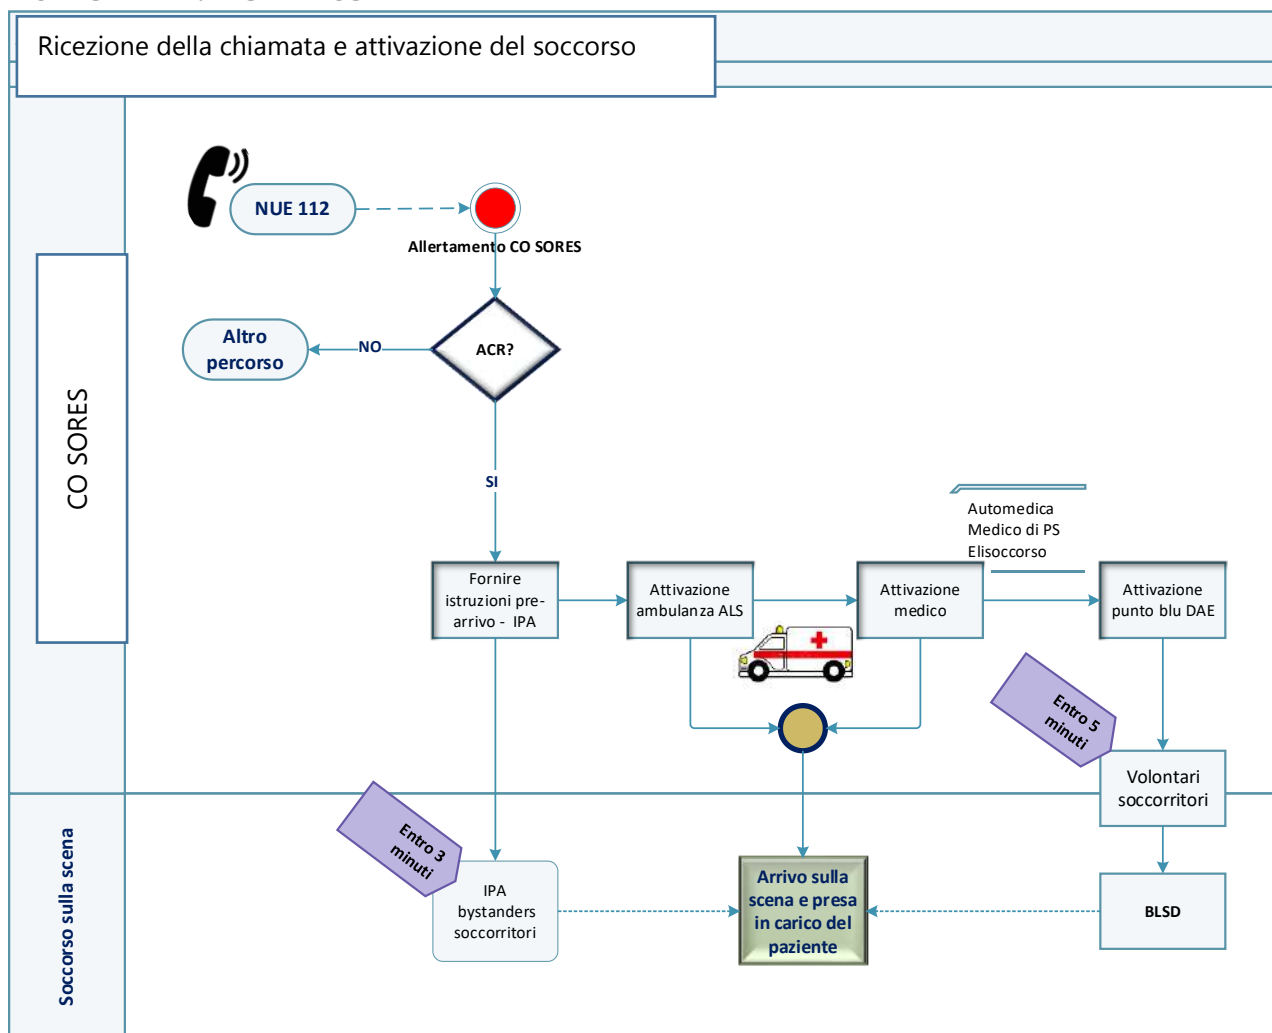 Ricezione della chiamata e attivazione del soccorso
NUE 112
Allertamento CO SORES
Altro
percorso
NO
ACR?
CO SORES
SI
Automedica
Medico di PS
Elisoccorso
Fornire
istruzioni pre-
arrivo - IPA
Attivazione
ambulanza ALS
Attivazione
medico
Attivazione
punto blu DAE
Entro 5
minuti
Volontari
soccorritori
Entro 3
minuti
Soccorso sulla scena
IPA
bystanders
soccorritori
Arrivo sulla
scena e presa
in carico del
paziente
BLSD